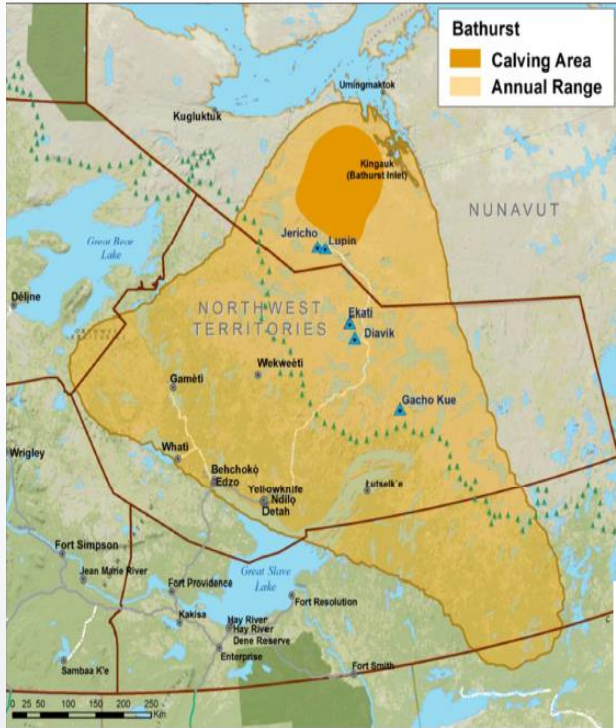 Bathurst
Calving Area
Annual Range
Umingmaktok
Kugluktuk
Kingauk
(Bathurst Inlet)
NUNAVUT
Jericho
Lupin
Great Bear
Lake
Déline
NORTHWEST
TERRITORIES
Ekati
Diavik
Wekweètì
Gamètì
Gacho Kue
Whatì
Wrigley
Behchokò
Edzo
Yellowknife
Ndilo
Detah
Łutselk'e
Fort Simpson
Jean Marie River
Great Slave
Lake
Fort Providence
Fort Resolution
Kakisa
Hay River
Hay River
Dene Reserve
Enterprise
Sambaa K'e
Fort Smith
0 25 50 100 150 200 250
Km